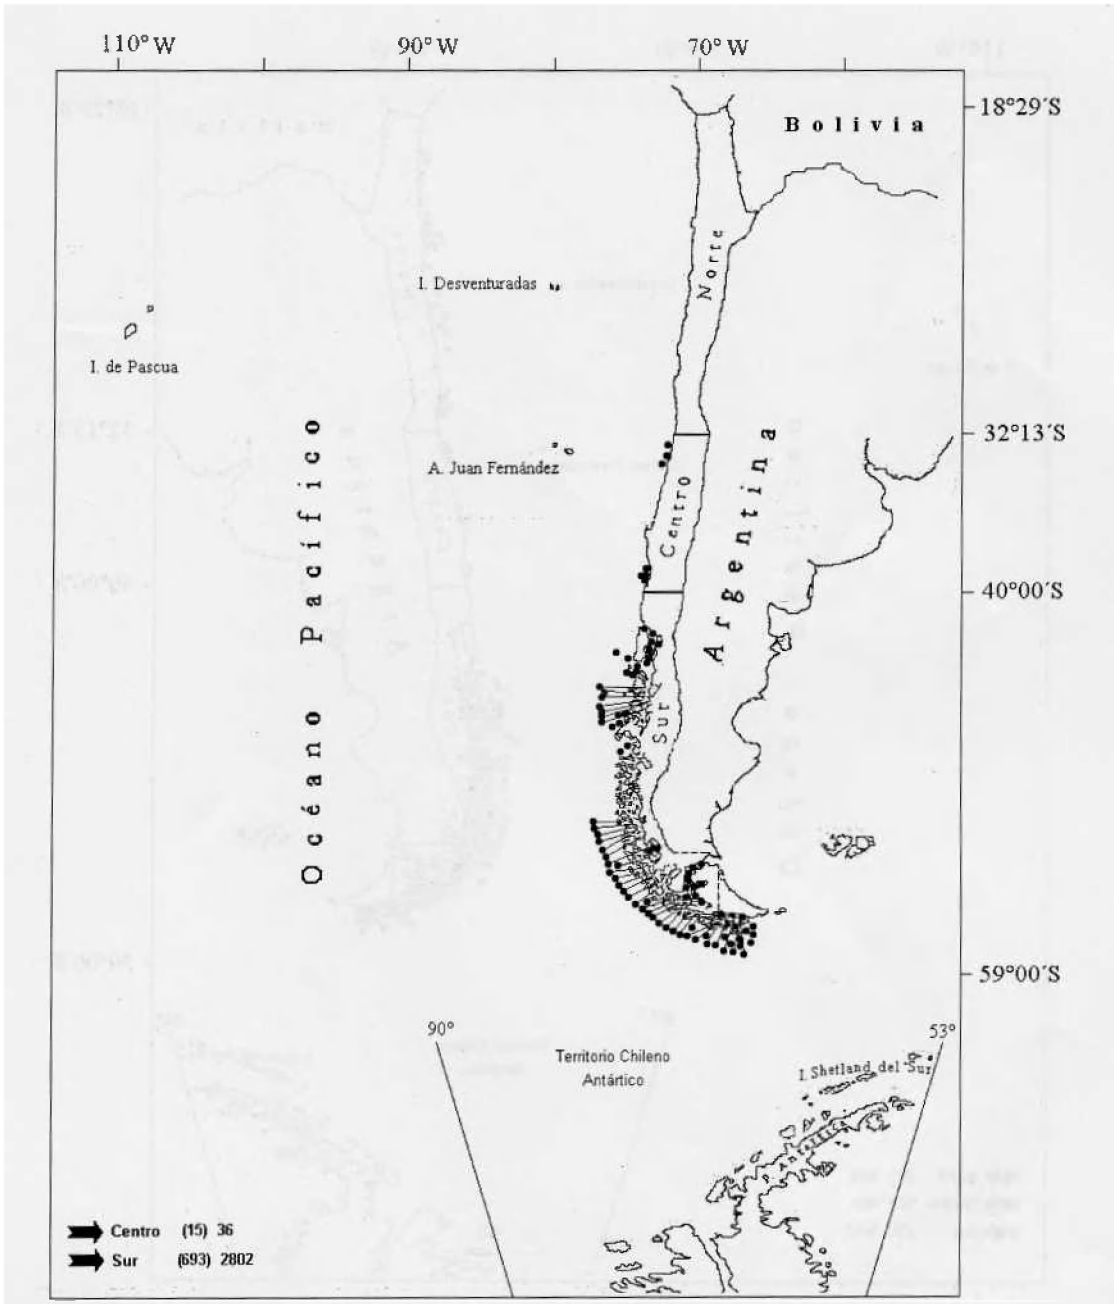 110° W 90° W 70° W
18°29´S
Bolivia
Norte
I. Desventuradas
I. de Pascua
32°13´S
A. Juan Fernández
Centro
Argentina
Océano Pacífico
40°00´S
Sur
59°00´S
90° 53°
Territorio Chileno
Antártico
I. Shetland del Sur
Antártica
Centro (15) 36
Sur (693) 2802